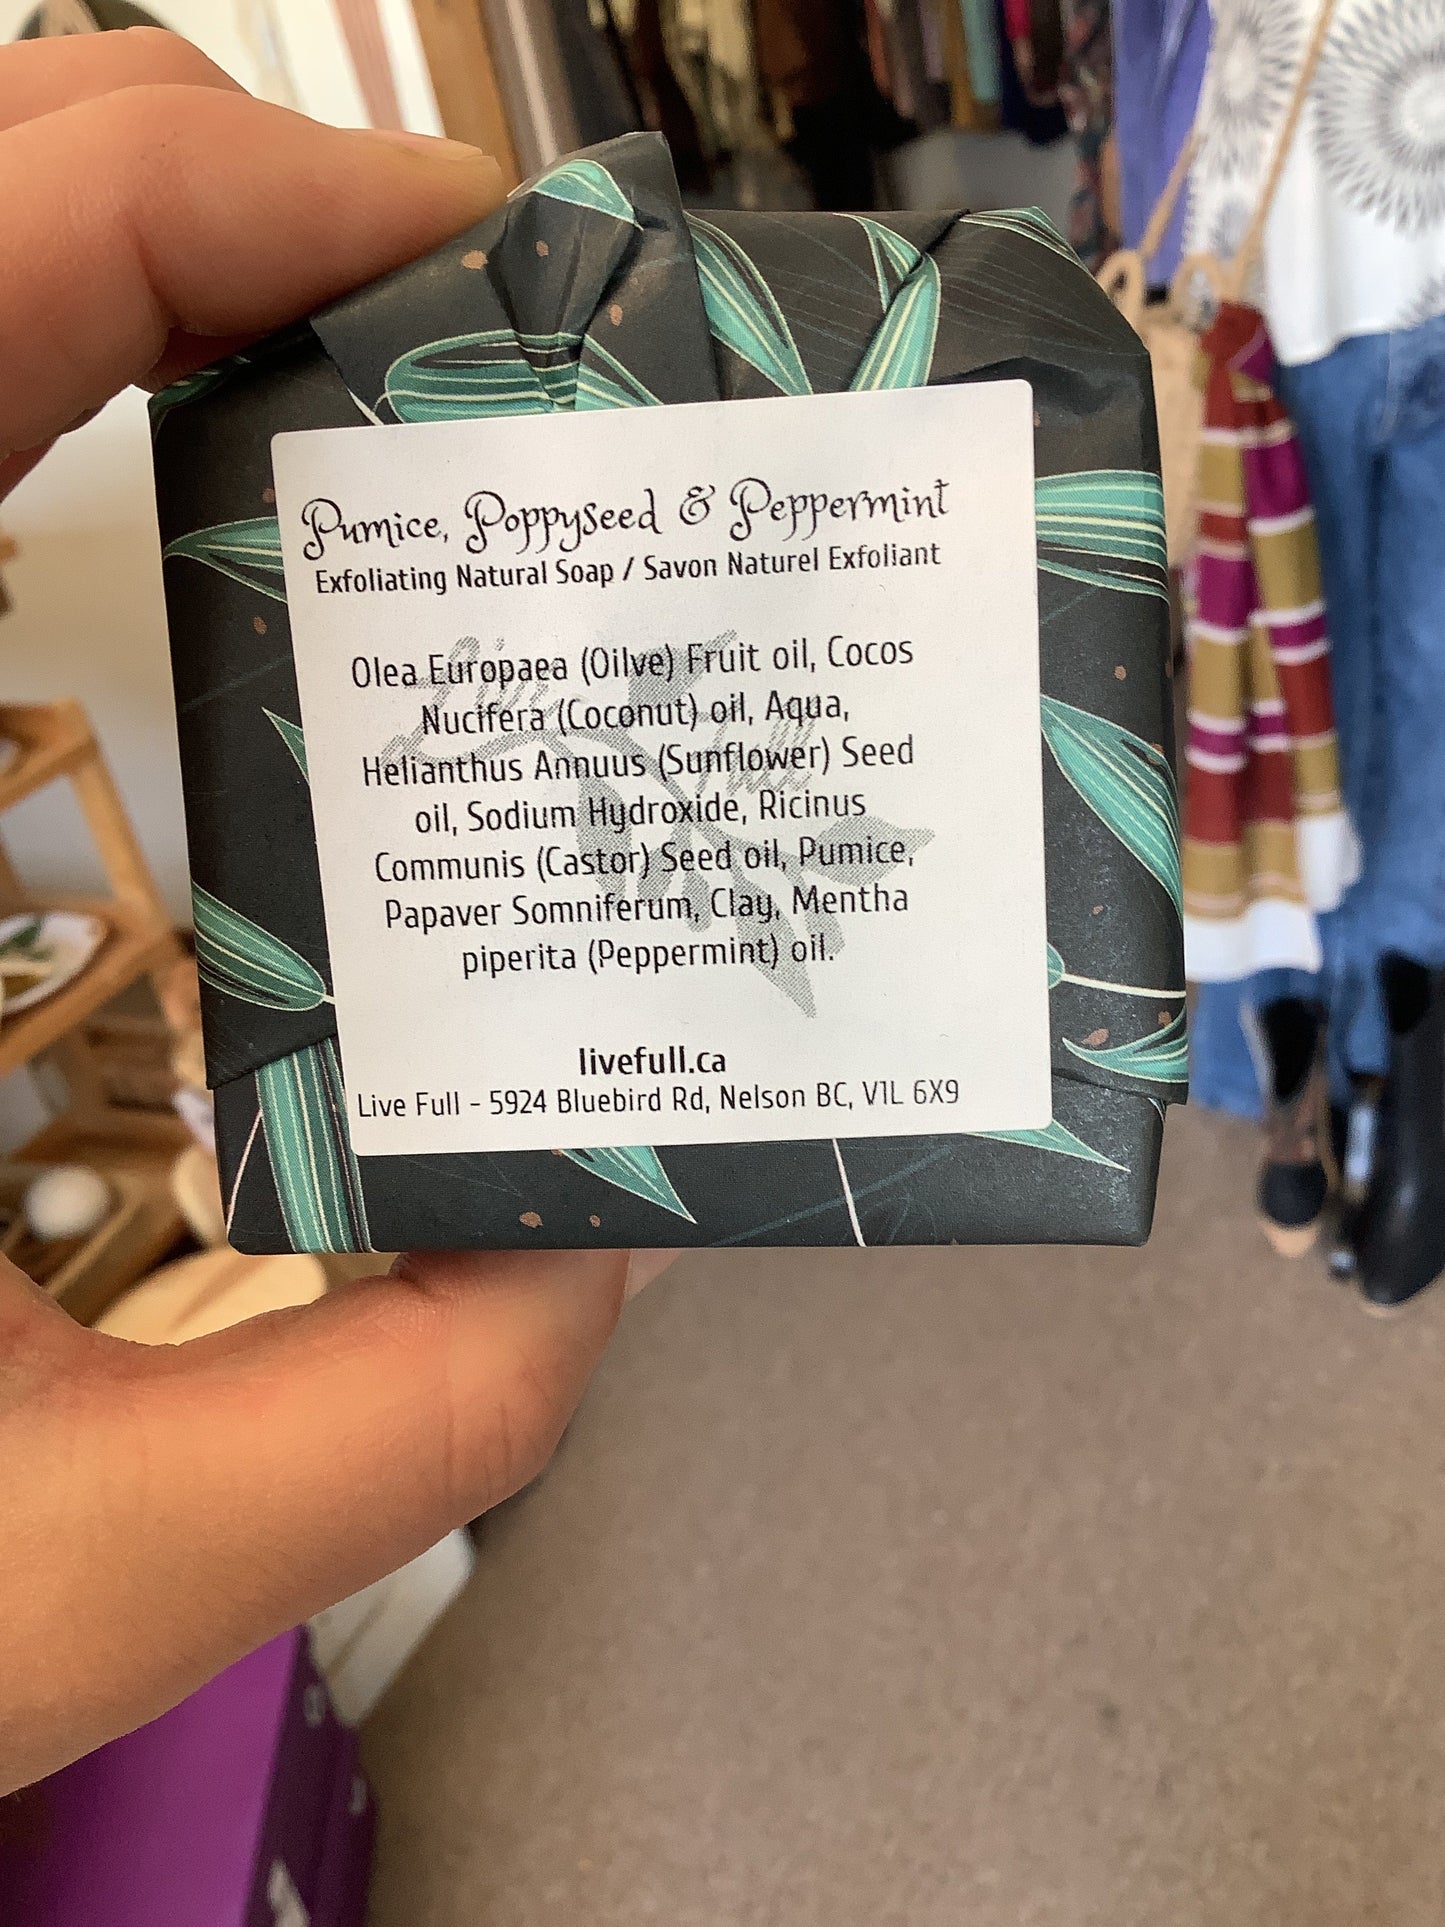 Pumice, Poppyseed & Peppermint
Exfoliating Natural Soap / Savon Naturel Exfoliant
Olea Europaea (Oilve) Fruit oil, Cocos
Nucifera (Coconut) oil, Aqua,
Helianthus Annuus (Sunflower) Seed
oil, Sodium Hydroxide, Ricinus
Communis (Castor) Seed oil, Pumice,
Papaver Somniferum, Clay, Mentha
piperita (Peppermint) oil.
livefull.ca
Live Full - 5924 Bluebird Rd, Nelson BC, V1L 6X9